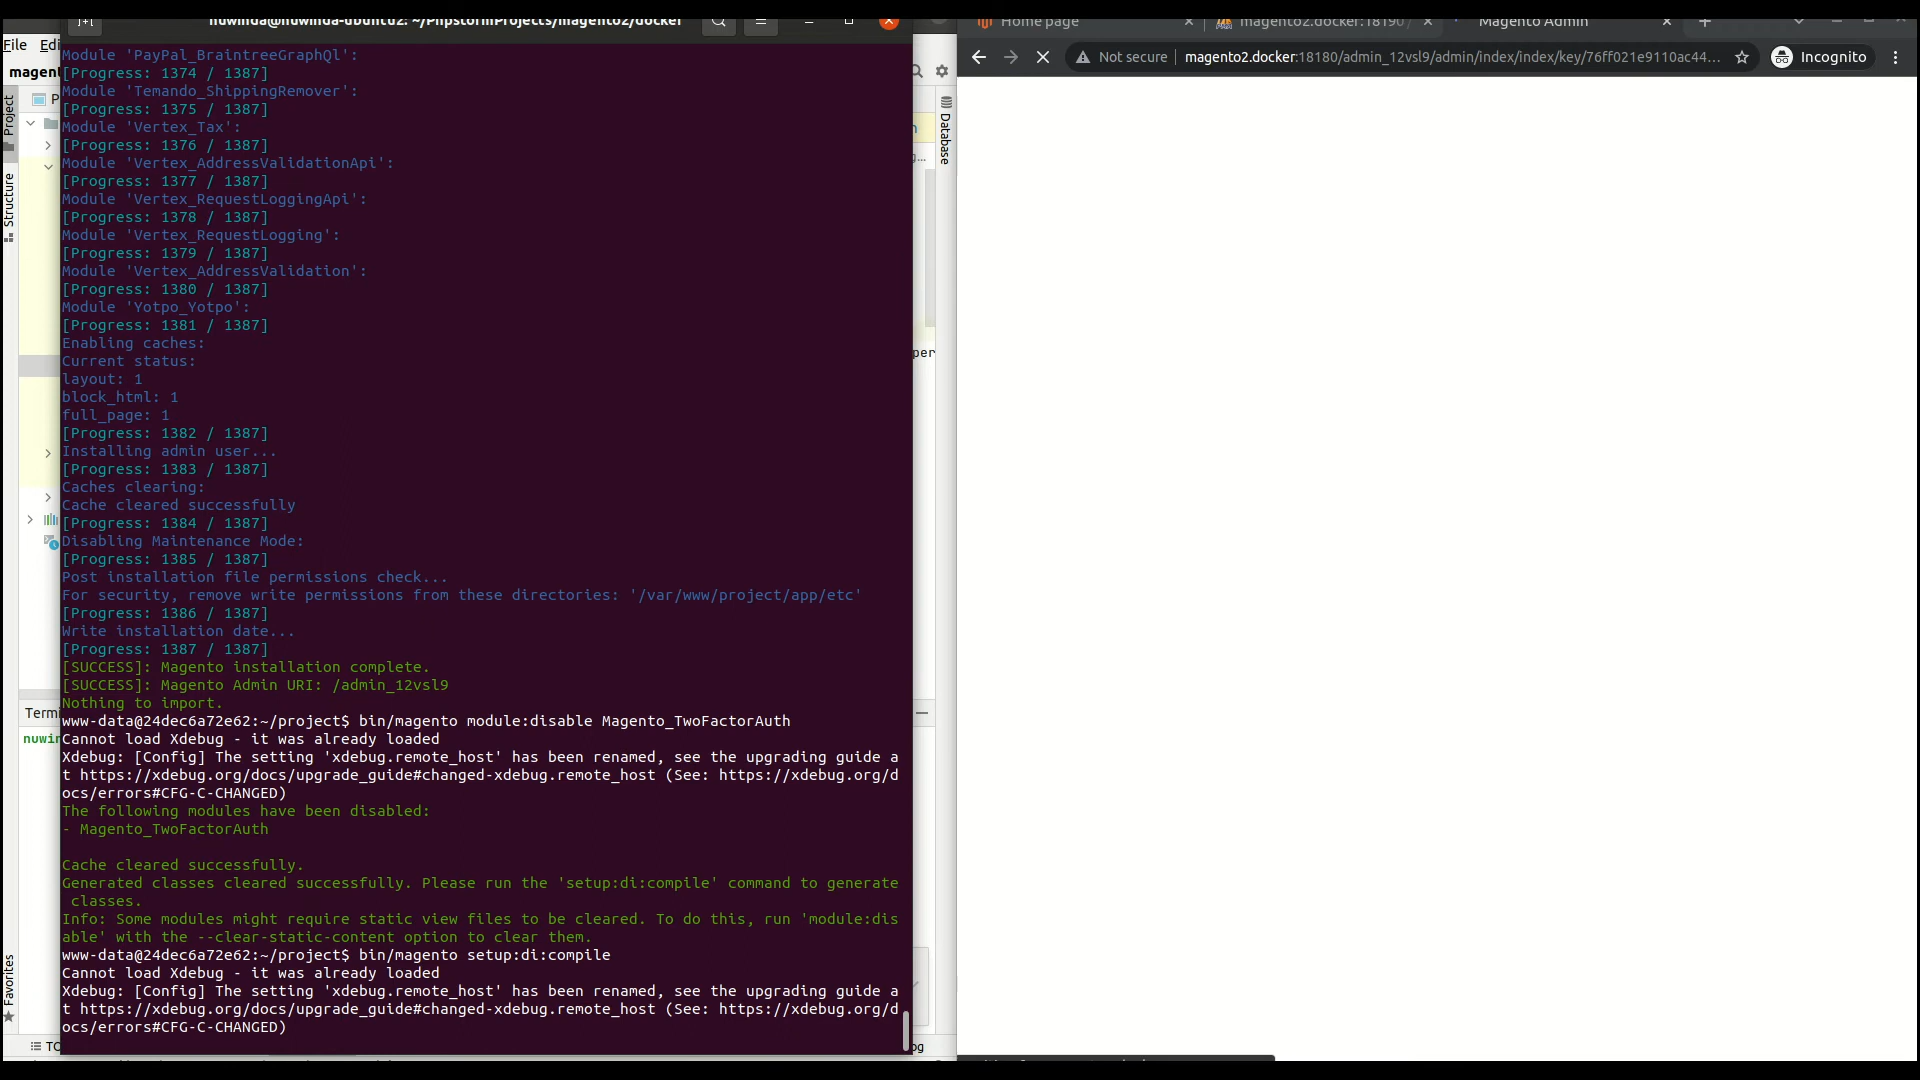 nuwinda@nuwinda-ubuntu2: ~/PhpstormProjects/magento2/docker
Home page
magento2.docker:18190/
Magento Admin
File Edi
Not secure magento2.docker:18180/admin_12vsl9/admin/index/index/key/76ff021e9110ac44... Incognito
magent
Project
P
Structure
Database
per
Termi
nuwin
Favorites
TO
og
Module 'PayPal_BraintreeGraphQl':
[Progress: 1374 / 1387]
Module 'Temando_ShippingRemover':
[Progress: 1375 / 1387]
Module 'Vertex_Tax':
[Progress: 1376 / 1387]
Module 'Vertex_AddressValidationApi':
[Progress: 1377 / 1387]
Module 'Vertex_RequestLoggingApi':
[Progress: 1378 / 1387]
Module 'Vertex_RequestLogging':
[Progress: 1379 / 1387]
Module 'Vertex_AddressValidation':
[Progress: 1380 / 1387]
Module 'Yotpo_Yotpo':
[Progress: 1381 / 1387]
Enabling caches:
Current status:
layout: 1
block_html: 1
full_page: 1
[Progress: 1382 / 1387]
Installing admin user...
[Progress: 1383 / 1387]
Caches clearing:
Cache cleared successfully
[Progress: 1384 / 1387]
Disabling Maintenance Mode:
[Progress: 1385 / 1387]
Post installation file permissions check...
For security, remove write permissions from these directories: '/var/www/project/app/etc'
[Progress: 1386 / 1387]
Write installation date...
[Progress: 1387 / 1387]
[SUCCESS]: Magento installation complete.
[SUCCESS]: Magento Admin URI: /admin_12vsl9
Nothing to import.
www-data@24dec6a72e62:~/project$ bin/magento module:disable Magento_TwoFactorAuth
Cannot load Xdebug - it was already loaded
Xdebug: [Config] The setting 'xdebug.remote_host' has been renamed, see the upgrading guide a
t https://xdebug.org/docs/upgrade_guide#changed-xdebug.remote_host (See: https://xdebug.org/d
ocs/errors#CFG-C-CHANGED)
The following modules have been disabled:
- Magento_TwoFactorAuth
Cache cleared successfully.
Generated classes cleared successfully. Please run the 'setup:di:compile' command to generate
classes.
Info: Some modules might require static view files to be cleared. To do this, run 'module:dis
able' with the --clear-static-content option to clear them.
www-data@24dec6a72e62:~/project$ bin/magento setup:di:compile
Cannot load Xdebug - it was already loaded
Xdebug: [Config] The setting 'xdebug.remote_host' has been renamed, see the upgrading guide a
t https://xdebug.org/docs/upgrade_guide#changed-xdebug.remote_host (See: https://xdebug.org/d
ocs/errors#CFG-C-CHANGED)